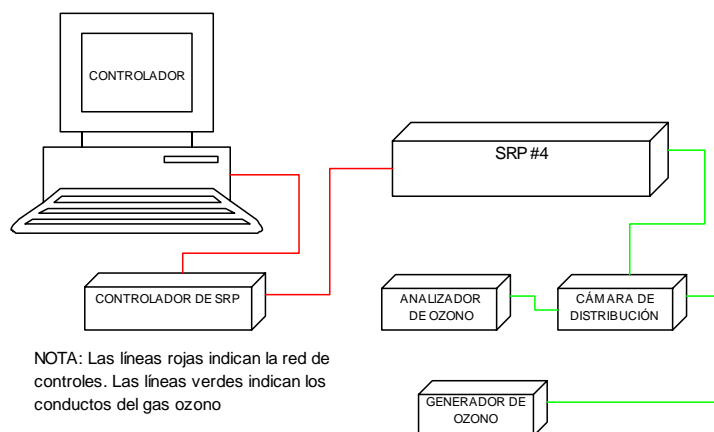 CONTROLADOR
SRP #4
CONTROLADOR DE SRP
ANALIZADOR
DE OZONO
CÁMARA DE
DISTRIBUCIÓN
NOTA: Las líneas rojas indican la red de
controles. Las líneas verdes indican los
conductos del gas ozono
GENERADOR DE
OZONO